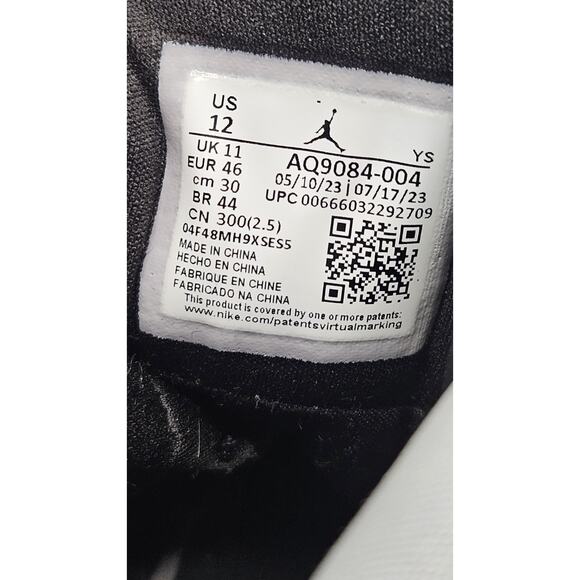 US
12
UK 11
EUR 46
cm 30
BR 44
CN 300(2.5)
04F48MH9XSES5
YS
AQ9084-004
05/10/23 | 07/17/23
UPC 00666032292709
MADE IN CHINA
HECHO EN CHINA
FABRIQUE EN CHINE
FABRICADO NA CHINA
This product is covered by one or more patents:
www.nike.com/patentsvirtualmarking